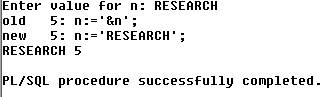 Enter value for n: RESEARCH
old   5: n:='&n';
new   5: n:='RESEARCH';
RESEARCH 5
PL/SQL procedure successfully completed.